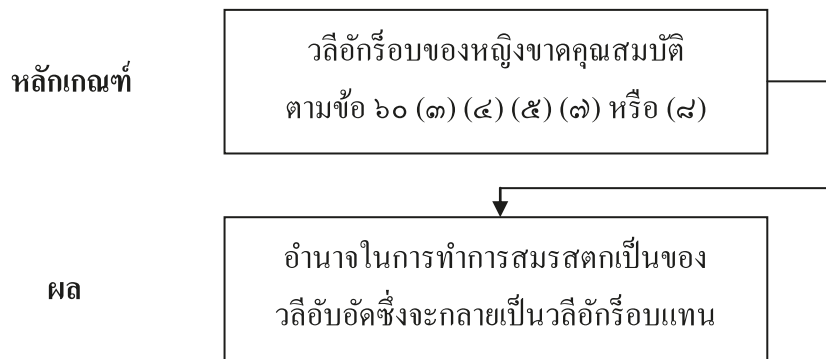 หลักเกณฑ์
วลีอักร็อบของหญิงขาดคุณสมบัติ
ตามข้อ ๖๐ (๓) (๔) (๕) (๗) หรือ (๘)
ผล
อำนาจในการทำการสมรสตกเป็นของ
วลีอับอัดซึ่งจะกลายเป็นวลีอักร็อบแทน